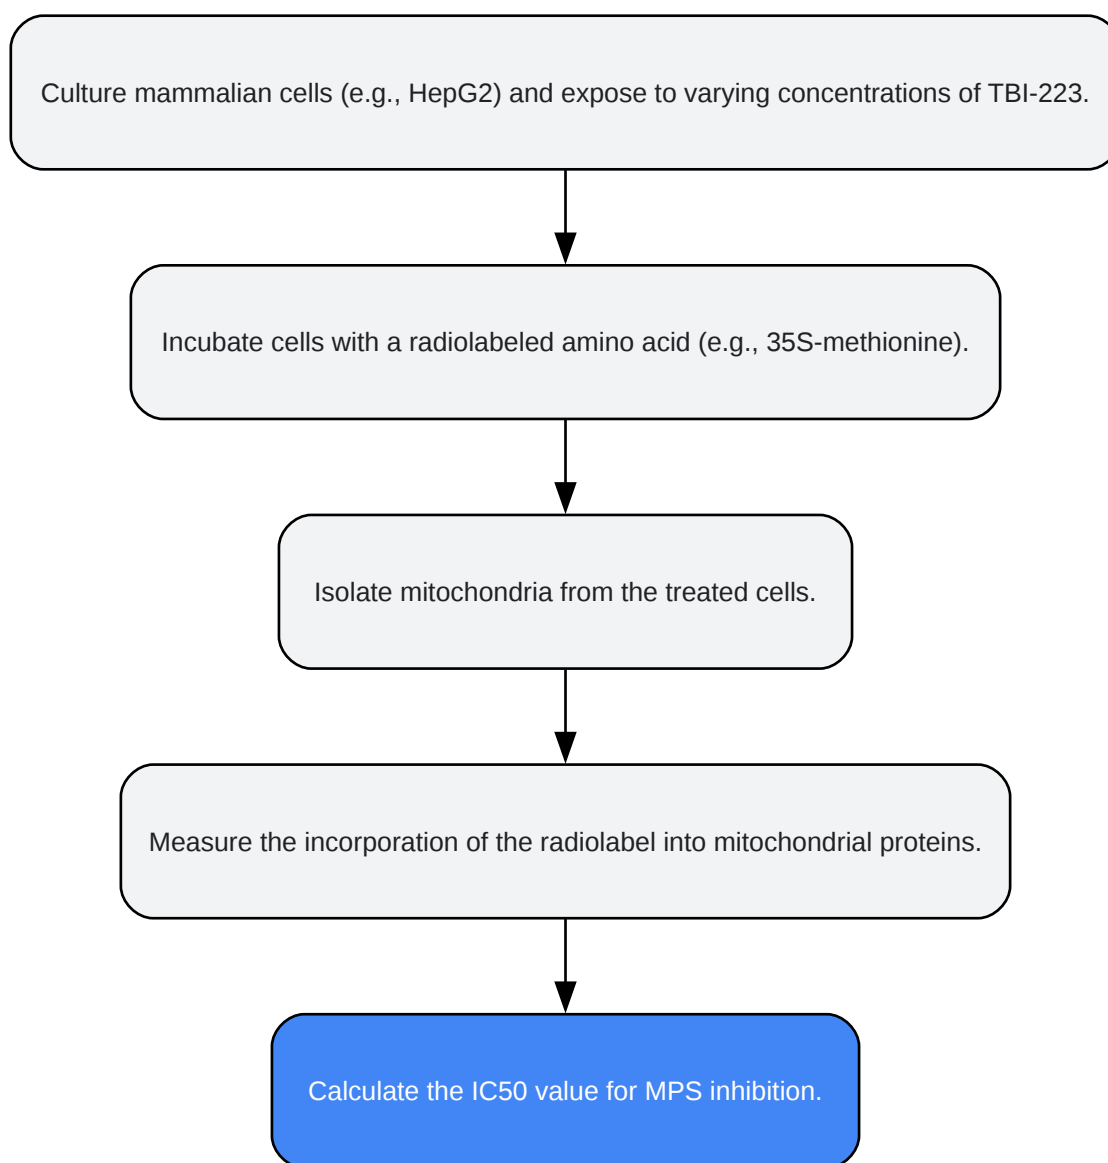 Culture mammalian cells (e.g., HepG2) and expose to varying concentrations of TBI-223.
Incubate cells with a radiolabeled amino acid (e.g., 35S-methionine).
Isolate mitochondria from the treated cells.
Measure the incorporation of the radiolabel into mitochondrial proteins.
Calculate the IC50 value for MPS inhibition.